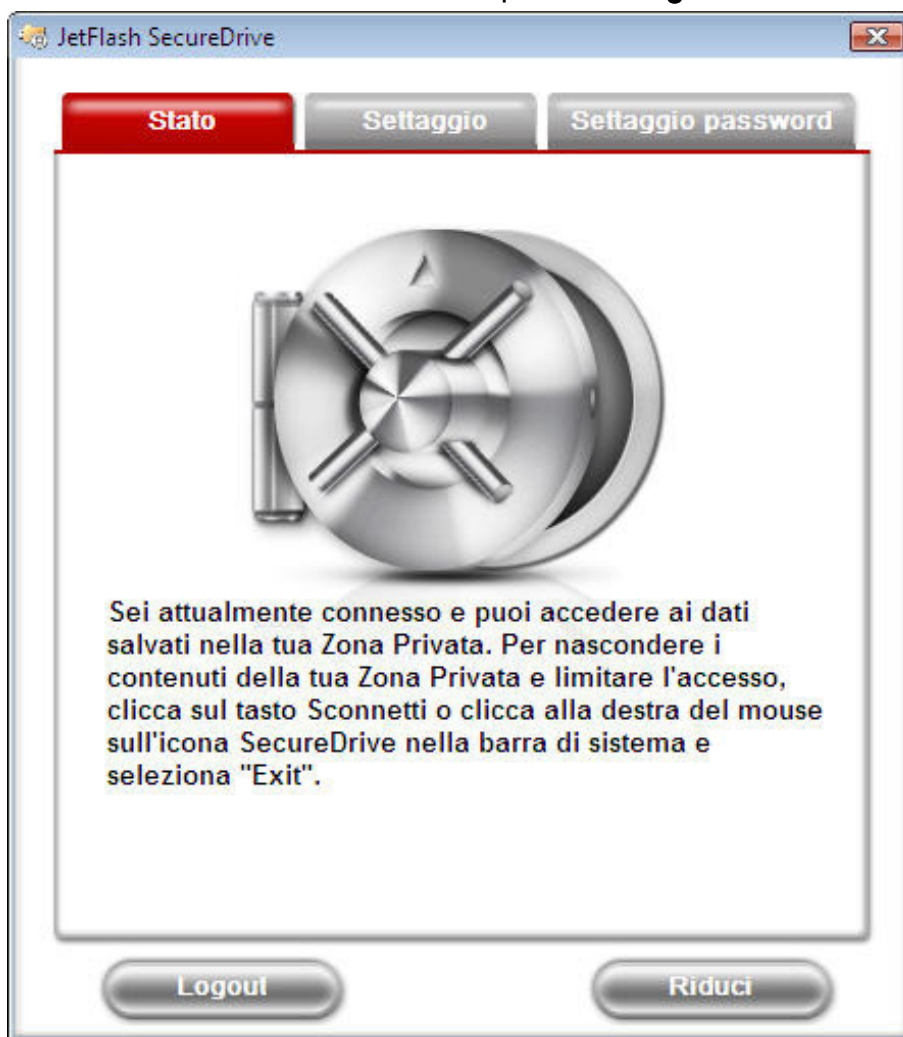 JetFlash SecureDrive
Stato Settaggio Settaggio password
Sei attualmente connesso e puoi accedere ai dati
salvati nella tua Zona Privata. Per nascondere i
contenuti della tua Zona Privata e limitare l'accesso,
clicca sul tasto Sconnetti o clicca alla destra del mouse
sull'icona SecureDrive nella barra di sistema e
seleziona "Exit".
Logout Riduci